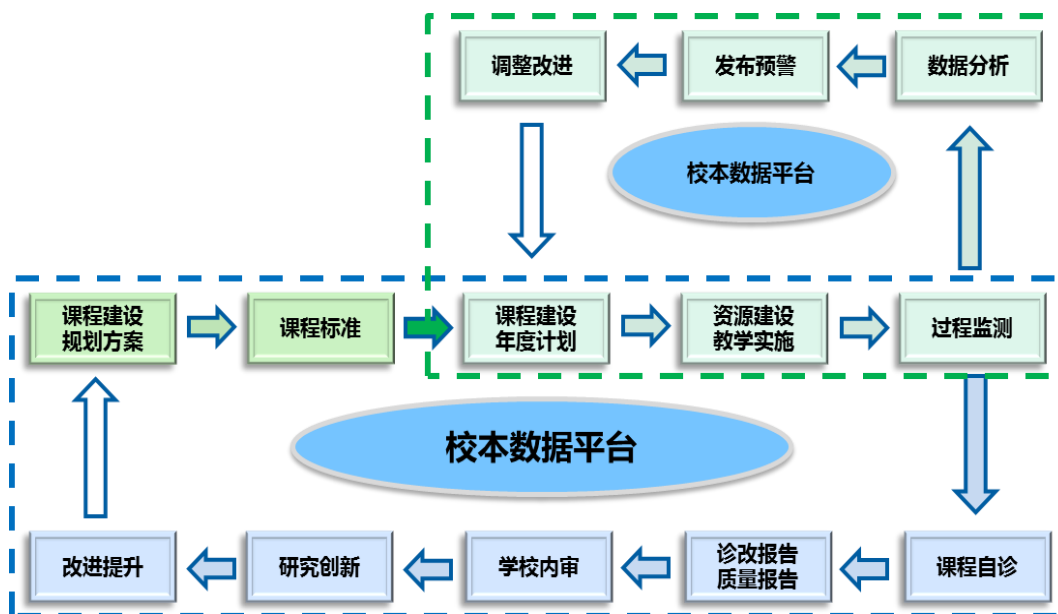 调整改进
发布预警
数据分析
校本数据平台
课程建设
规划方案
课程标准
课程建设
年度计划
资源建设
教学实施
过程监测
校本数据平台
改进提升
研究创新
学校内审
诊改报告
质量报告
课程自诊